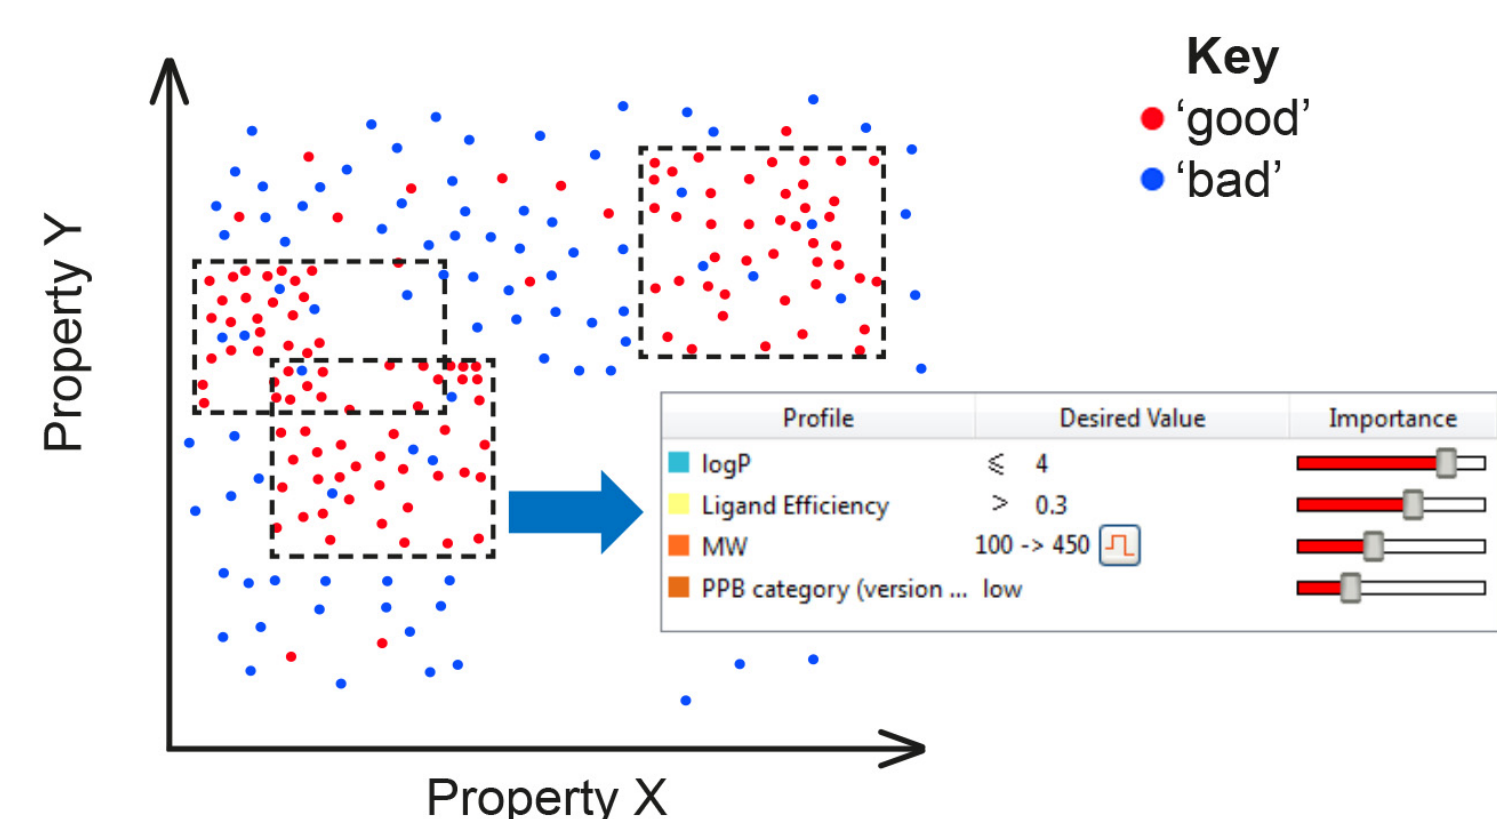 Key
‘good’
‘bad’
Property Y
Profile Desired Value Importance
logP ≤ 4
Ligand Efficiency > 0.3
MW 100 -> 450
PPB category (version ... low
Property X